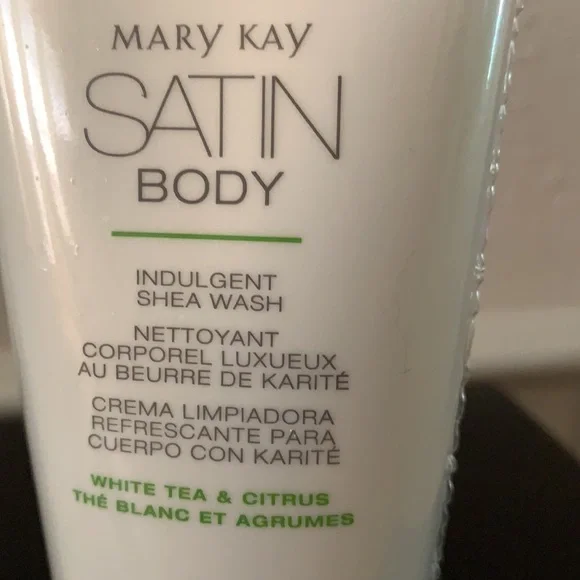 MARY KAY
SATIN
BODY
INDULGENT
SHEA WASH
NETTOYANT
CORPOREL LUXUEUX
AU BEURRE DE KARITÉ
CREMA LIMPIADORA
REFRESCANTE PARA
CUERPO CON KARITÉ
WHITE TEA & CITRUS
THÉ BLANC ET AGRUMES